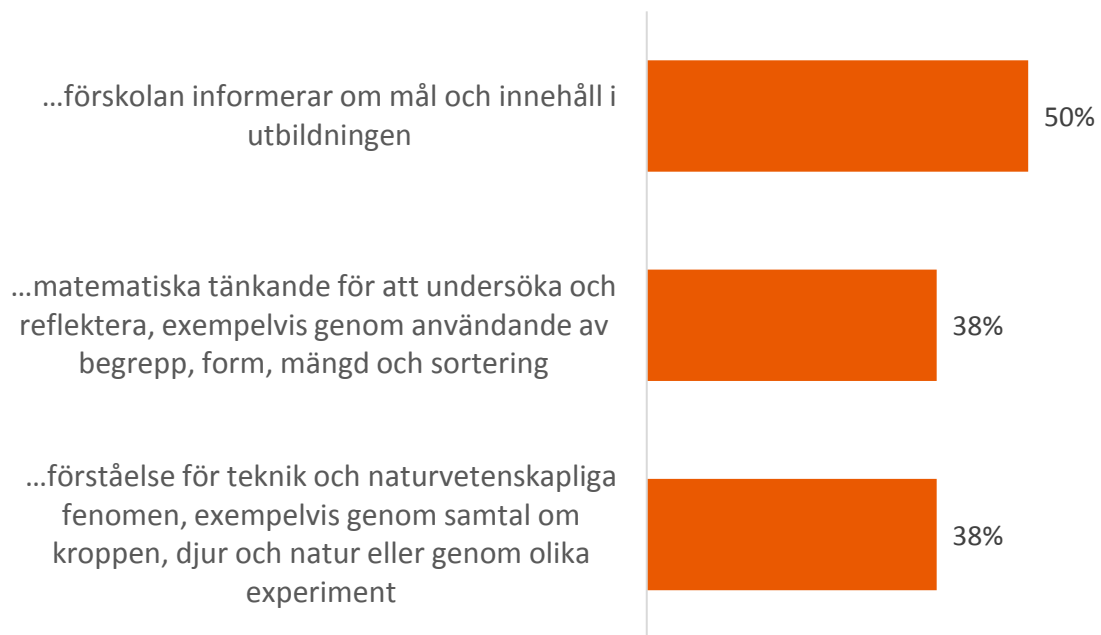 ...förskolan informerar om mål och innehåll i
utbildningen
50%
...matematiska tänkande för att undersöka och
reflektera, exempelvis genom användande av
begrepp, form, mängd och sortering
38%
...förståelse för teknik och naturvetenskapliga
fenomen, exempelvis genom samtal om
kroppen, djur och natur eller genom olika
experiment
38%